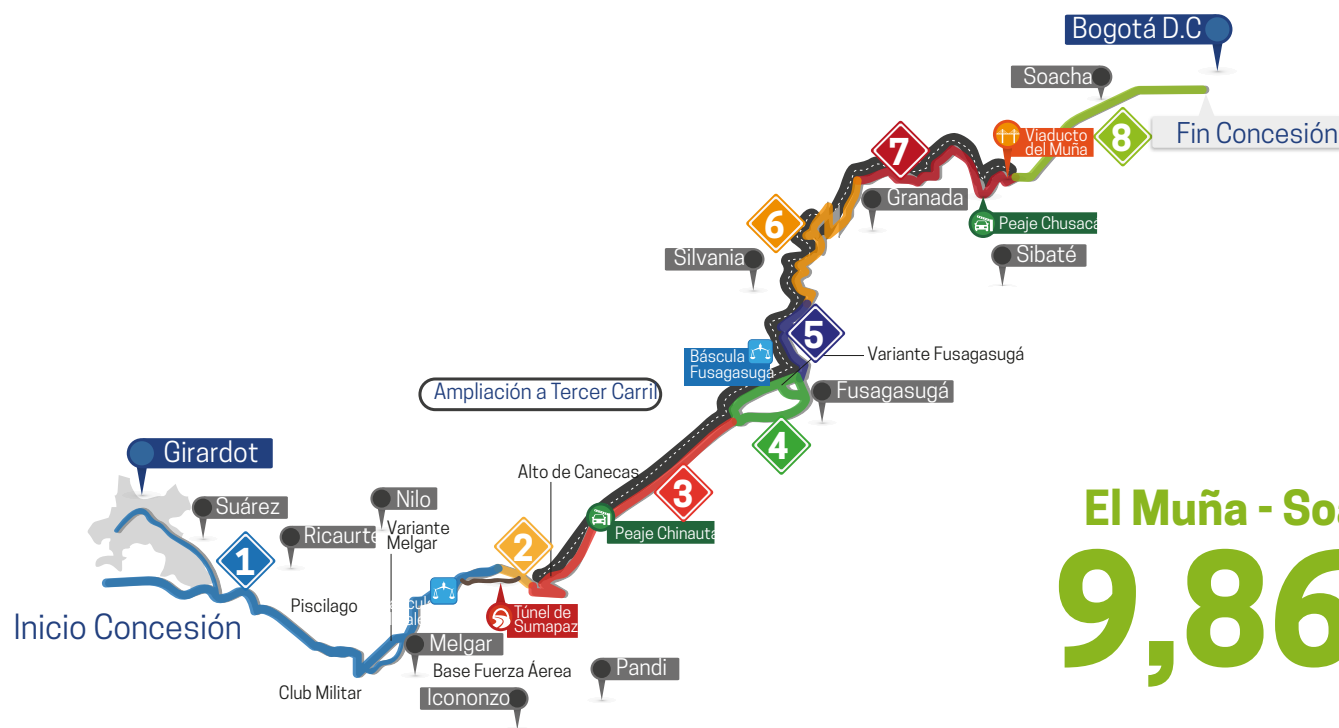 Bogotá D.C
Soacha
Fin Concesión
8
Viaducto
del Muña
7
Granada
Peaje Chusaca
Sibaté
6
Silvania
5
Báscula
Fusagasugá
Variante Fusagasugá
Ampliación a Tercer Carril
Fusagasugá
4
Girardot
Alto de Canecas
3
Suárez
Nilo
Ricaurte
Variante
Melgar
Peaje Chinauta
2
1
Piscilago
Túnel de
Sumapaz
Inicio Concesión
Melgar
Base Fuerza Áerea
Pandi
Club Militar
Icononzo
El Muña - Soa
9,86